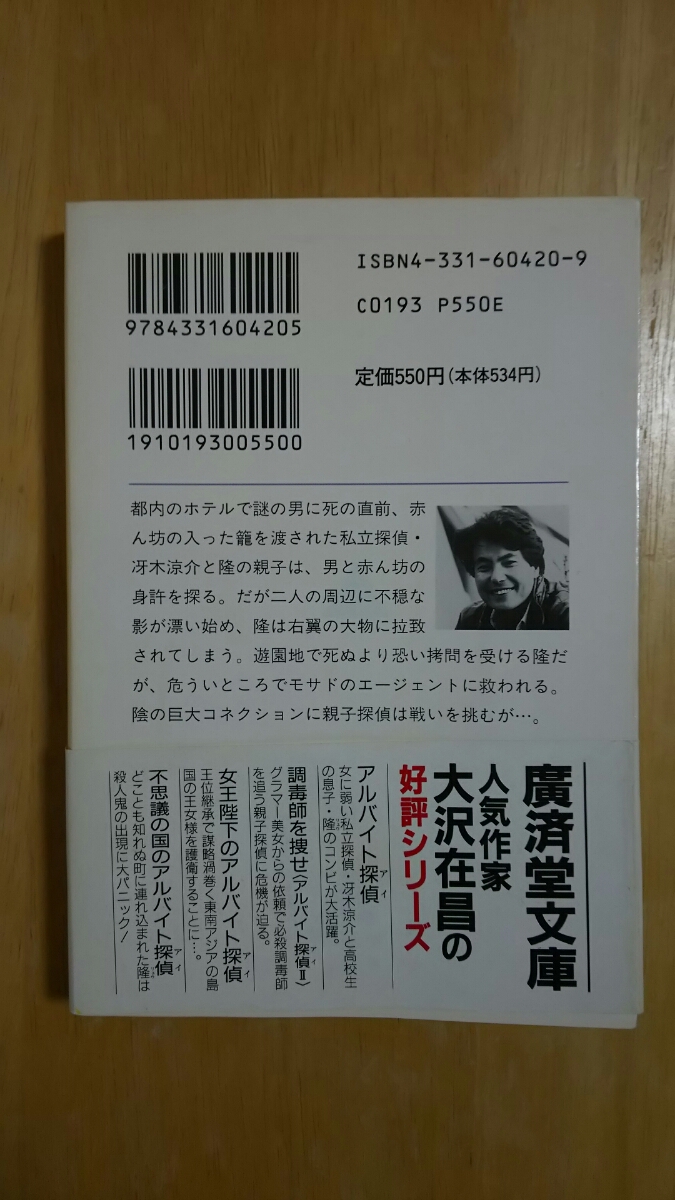 ISBN4-331-60420-9
C0193 P550E
9784331604205
定価550円(本体534円)
1910193005500
都内のホテルで謎の男に死の直前、赤
ん坊の入った籠を渡された私立探偵・
冴木涼介と隆の親子は、男と赤ん坊の
身許を探る。だが二人の周辺に不穏な
影が漂い始め、隆は右翼の大物に拉致
されてしまう。遊園地で死ぬより恐い拷問を受ける隆だ
が、危ういところでモサドのエージェントに救われる。
陰の巨大コネクションに親子探偵は戦いを挑むが…。
廣済堂文庫
人気作家
大沢在昌の
好評シリーズ
アルバイト探偵アイ
女に弱い私立探偵・冴木涼介と高校生
の息子・隆のコンビが大活躍。
調毒師を捜せ〈アルバイト探偵アイⅡ〉
グラマー美女からの依頼で必殺調毒師
を追う親子探偵に危機が迫る。
女王陛下のアルバイト探偵アイ
王位継承で謀略渦巻く東南アジアの島
国の王女様を護衛することに…。
不思議の国のアルバイト探偵アイ
どことも知れぬ町に連れ込まれた隆は
殺人鬼の出現に大パニック!